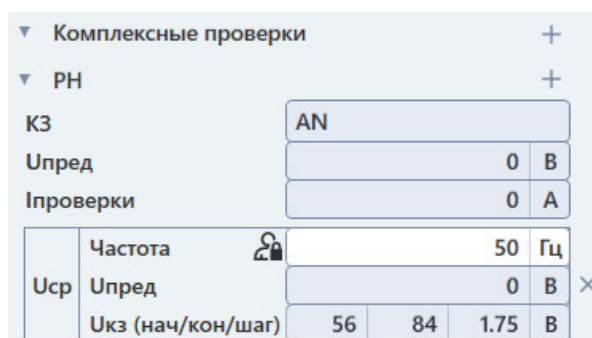 Комплексные проверки
РН
КЗ AN
Uпред 0 В
Iпроверки 0 А
Частота 50 Гц
Uср Uпред 0 В
Uкз (нач/кон/шаг) 56 84 1.75 В